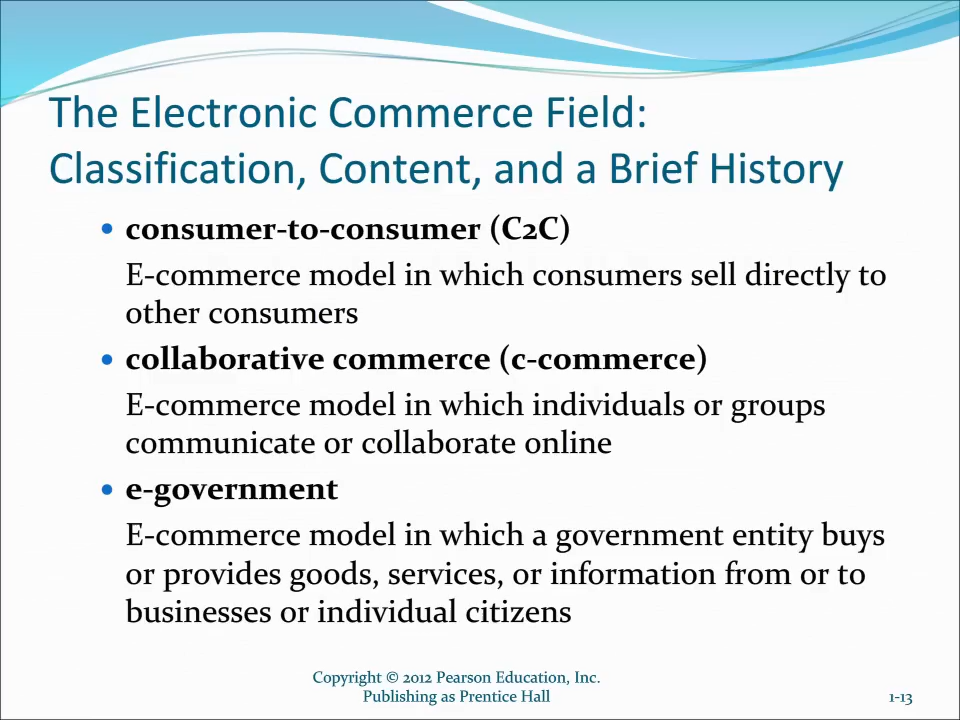 The Electronic Commerce Field:
Classification, Content, and a Brief History
• consumer-to-consumer (C2C)
E-commerce model in which consumers sell directly to
other consumers
• collaborative commerce (c-commerce)
E-commerce model in which individuals or groups
communicate or collaborate online
• e-government
E-commerce model in which a government entity buys
or provides goods, services, or information from or to
businesses or individual citizens
Copyright © 2012 Pearson Education, Inc.
Publishing as Prentice Hall
1-13